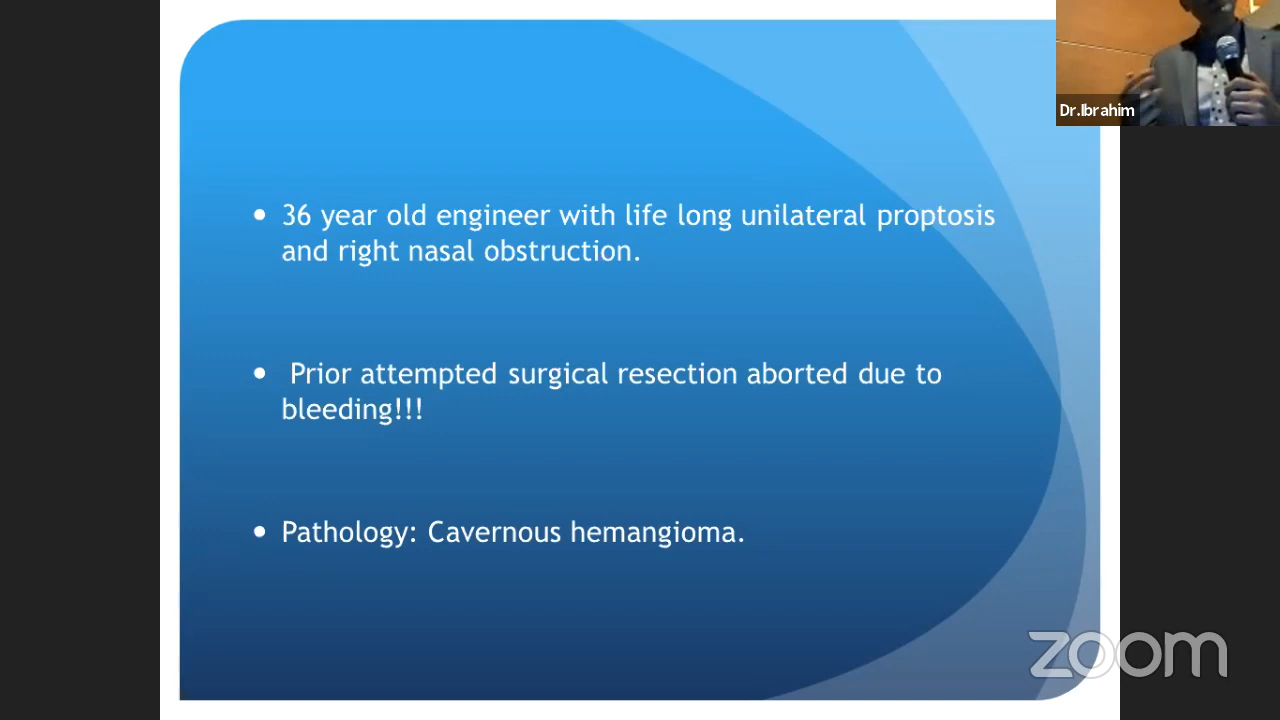 Dr.Ibrahim
• 36 year old engineer with life long unilateral proptosis
and right nasal obstruction.
• Prior attempted surgical resection aborted due to
bleeding!!!
• Pathology: Cavernous hemangioma.
zoom